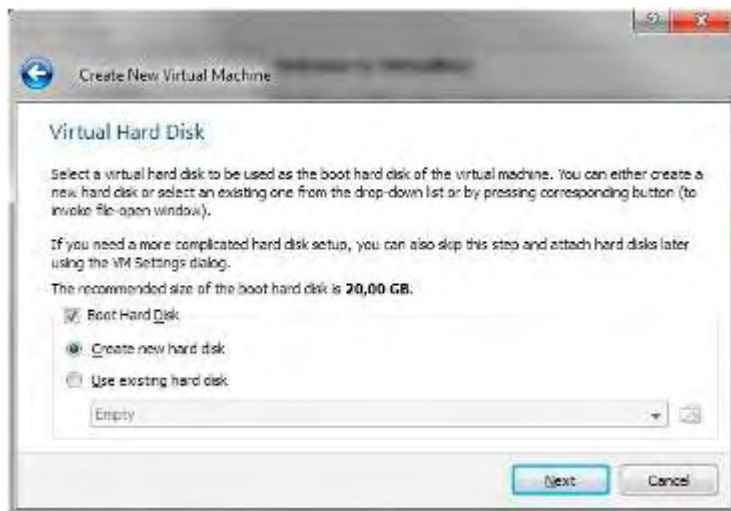 Create New Virtual Machine
Virtual Hard Disk
Select a virtual hard disk to be used as the boot hard disk of the virtual machine. You can either create a
new hard disk or select an existing one from the drop-down list or by pressing corresponding button (to
invoke file-open window).
If you need a more complicated hard disk setup, you can also skip this step and attach hard disks later
using the VM Settings dialog.
The recommended size of the boot hard disk is 20,00 GB.
Boot Hard Disk
Create new hard disk
Use existing hard disk
Empty
Next
Cancel